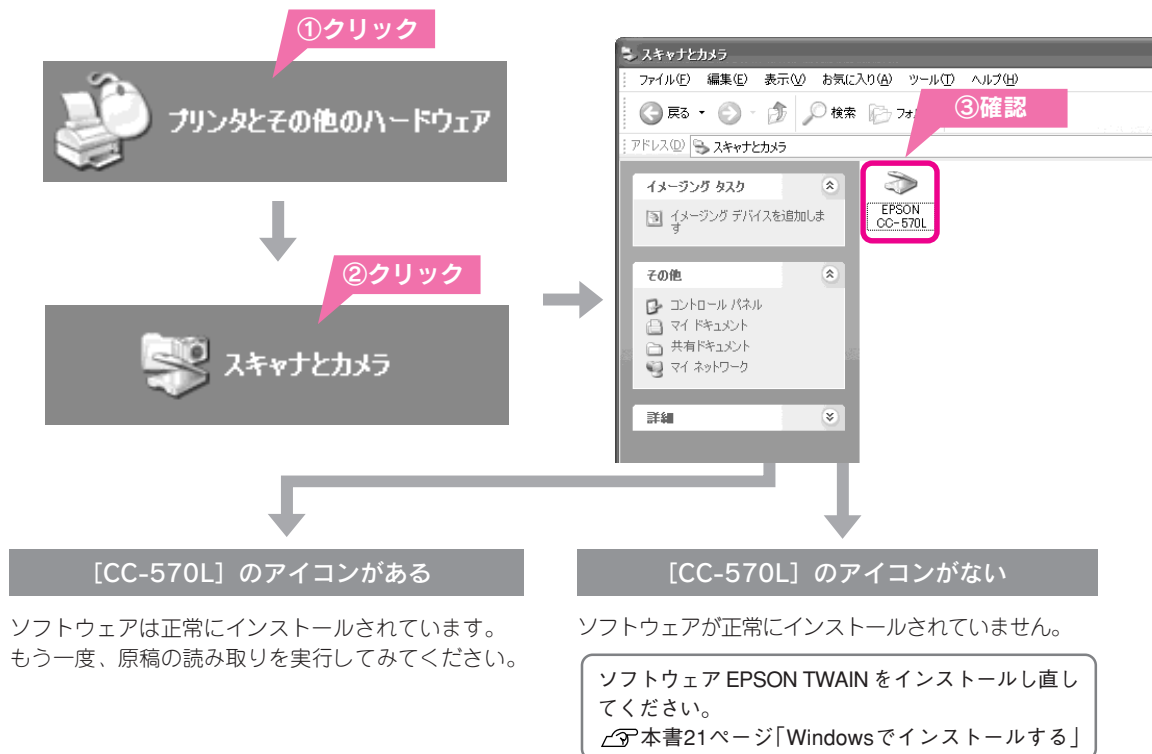 ①クリック
プリンタとその他のハードウェア
②クリック
スキャナとカメラ
スキャナとカメラ
ファイル(F) 編集(E) 表示(V) お気に入り(A) ツール(T) ヘルプ(H)
戻る 検索 フォ
③確認
アドレス(D) スキャナとカメラ
イメージング タスク
イメージング デバイスを追加しま
す
その他
コントロール パネル
マイ ドキュメント
共有ドキュメント
マイ ネットワーク
詳細
EPSON
CC-570L
[CC-570L] のアイコンがある
ソフトウェアは正常にインストールされています。
もう一度、原稿の読み取りを実行してみてください。
[CC-570L] のアイコンがない
ソフトウェアが正常にインストールされていません。
ソフトウェア EPSON TWAIN をインストールし直し
てください。
本書21ページ「Windowsでインストールする」